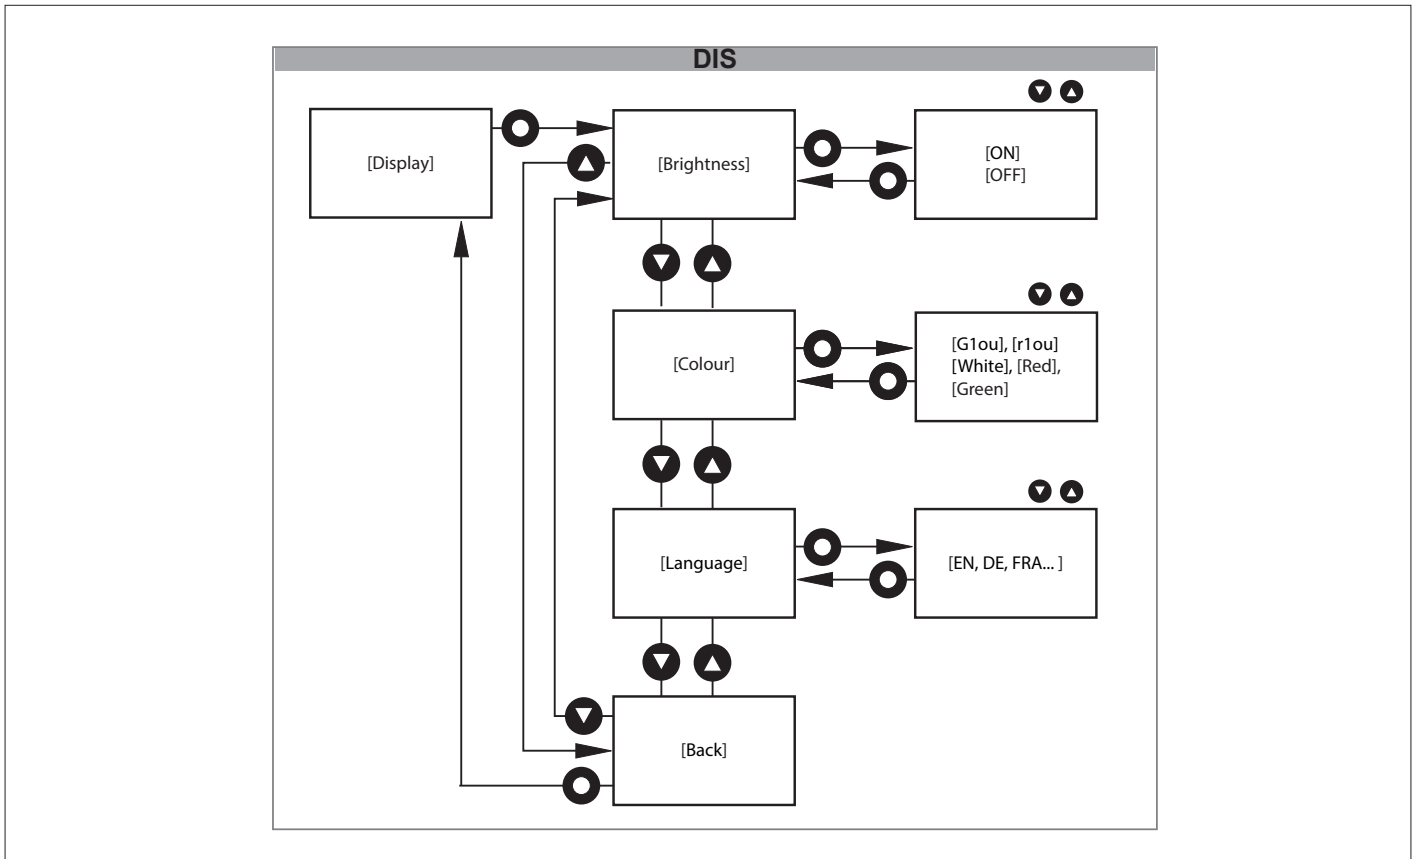 DIS
[Display]
[Brightness]
[ON]
[OFF]
[Colour]
[G1ou], [r1ou]
[White], [Red],
[Green]
[Language]
[EN, DE, FRA... ]
[Back]